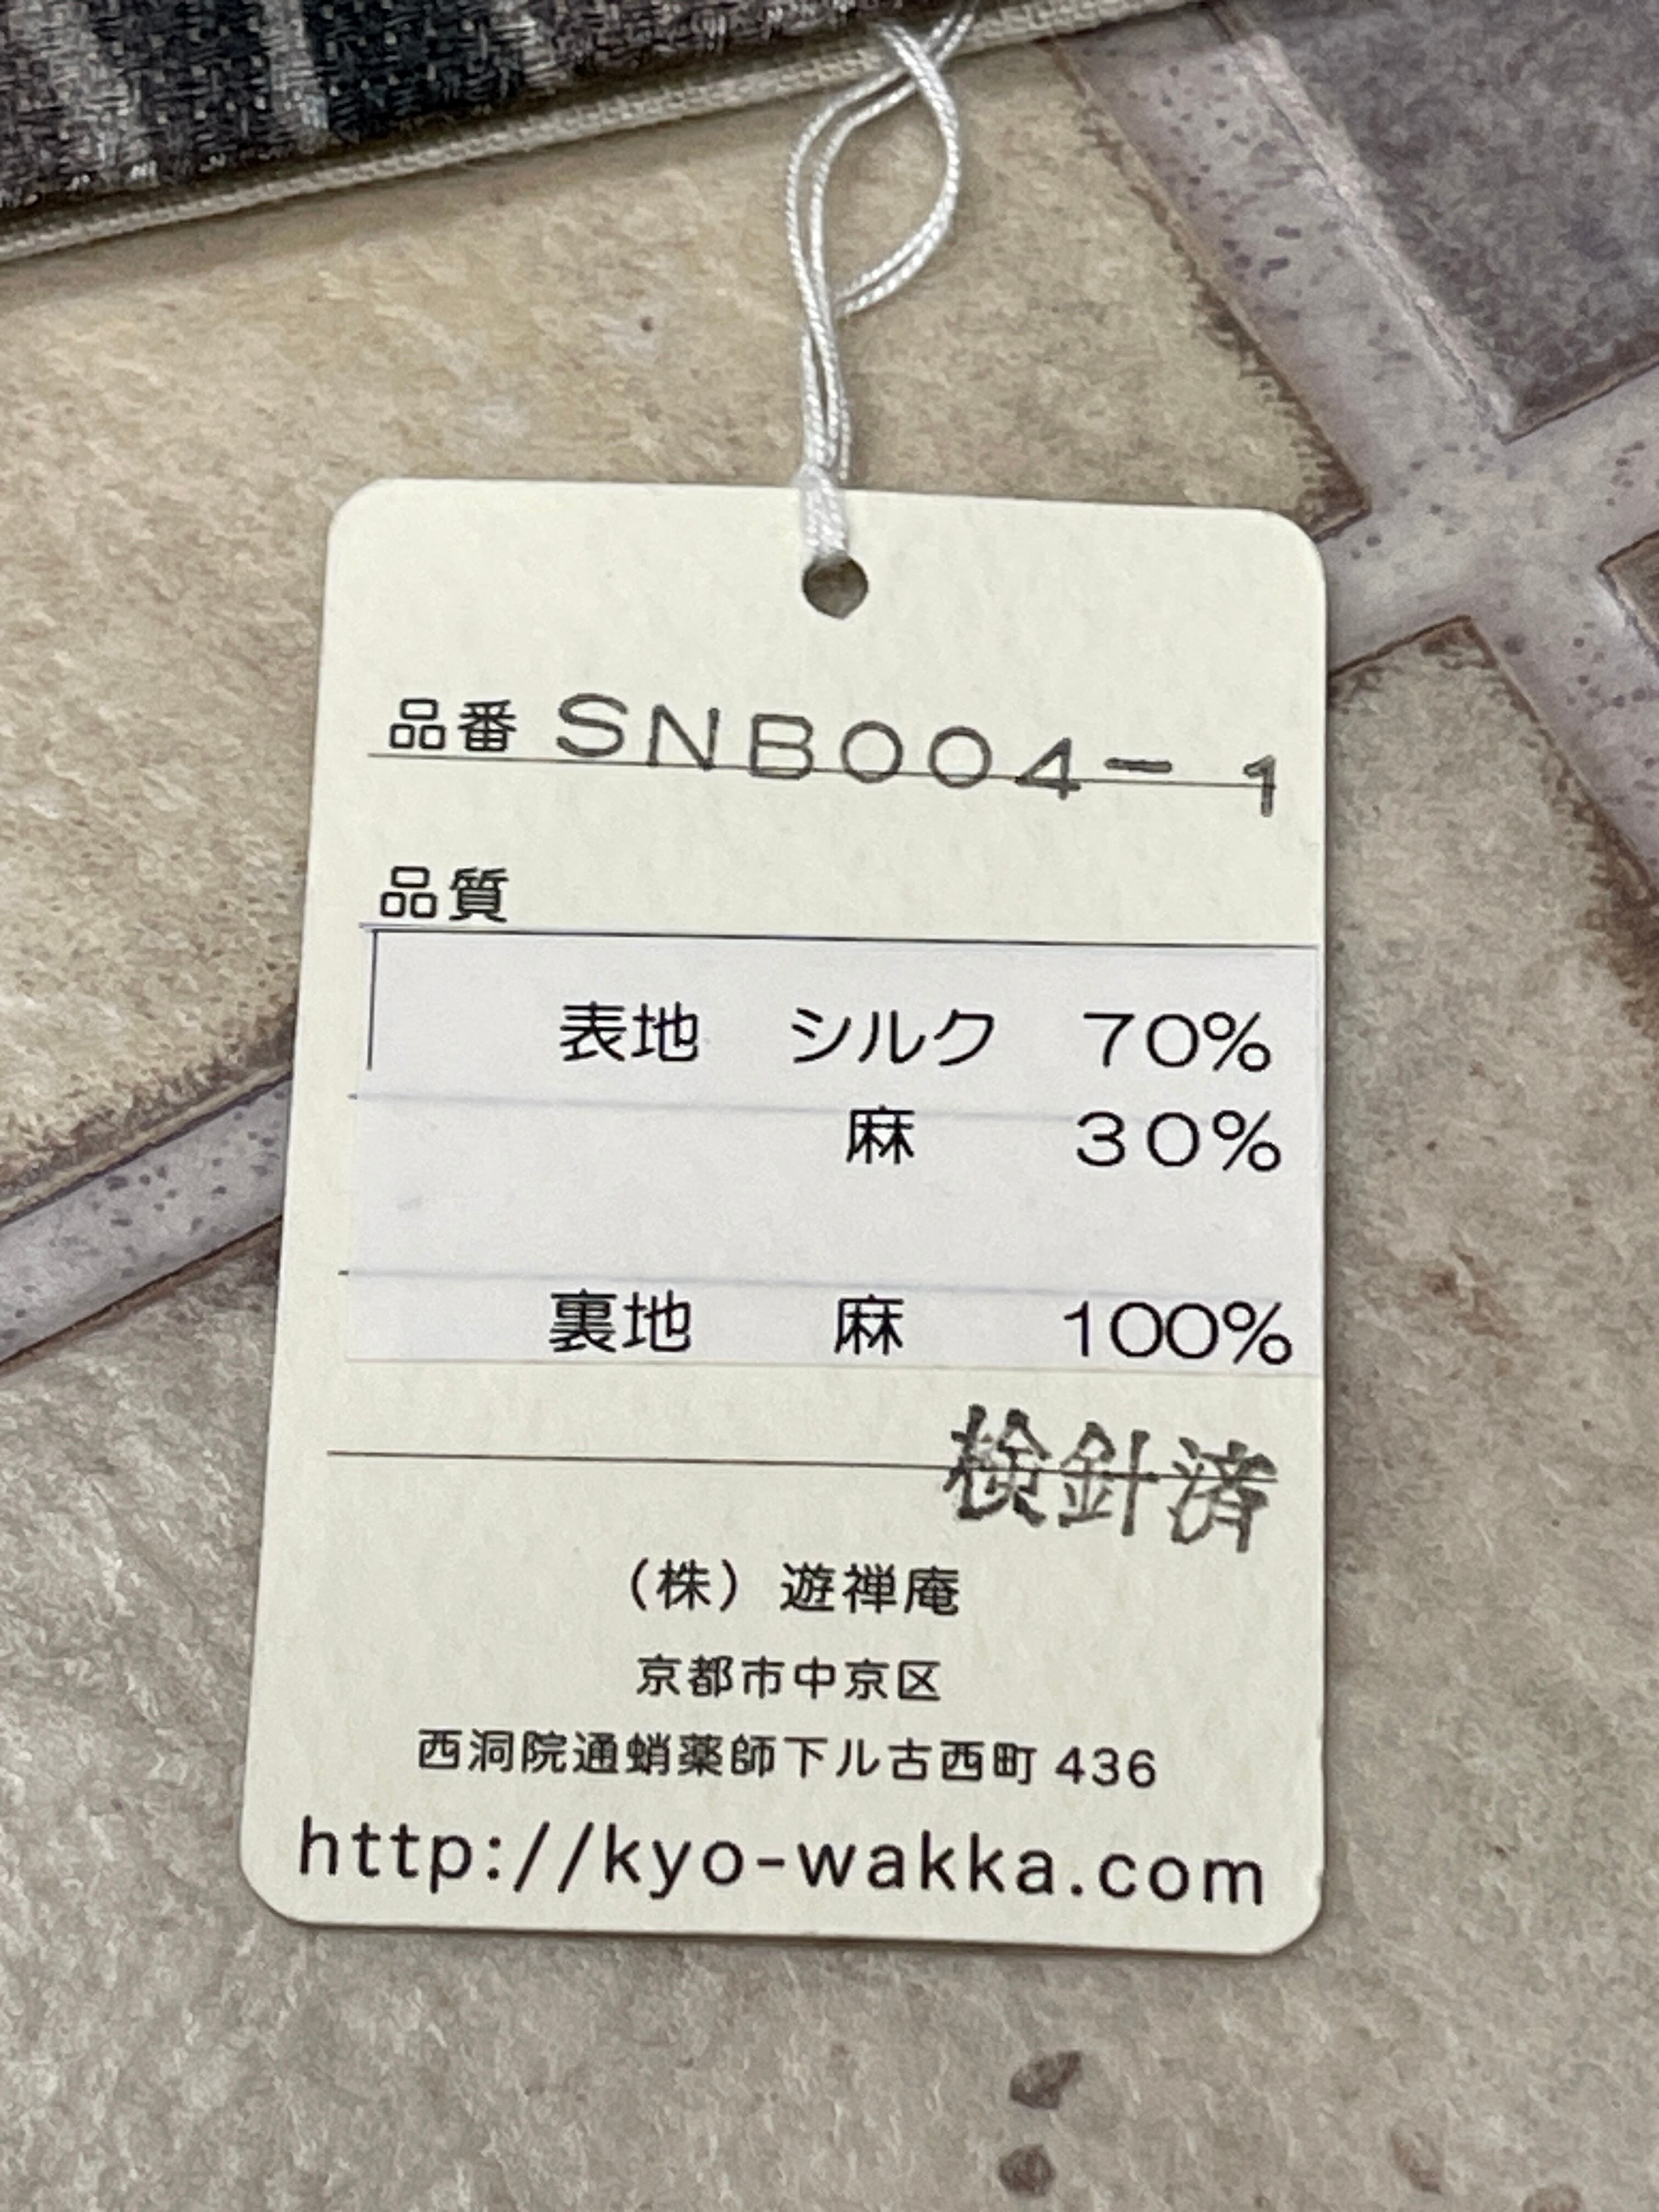 品番 SNB004-1
品質
表地 シルク 70%
麻 30%
裏地 麻 100%
検針済
(株) 遊禅庵
京都市中京区
西洞院通蛸薬師下ル古西町 436
http://kyo-wakka.com